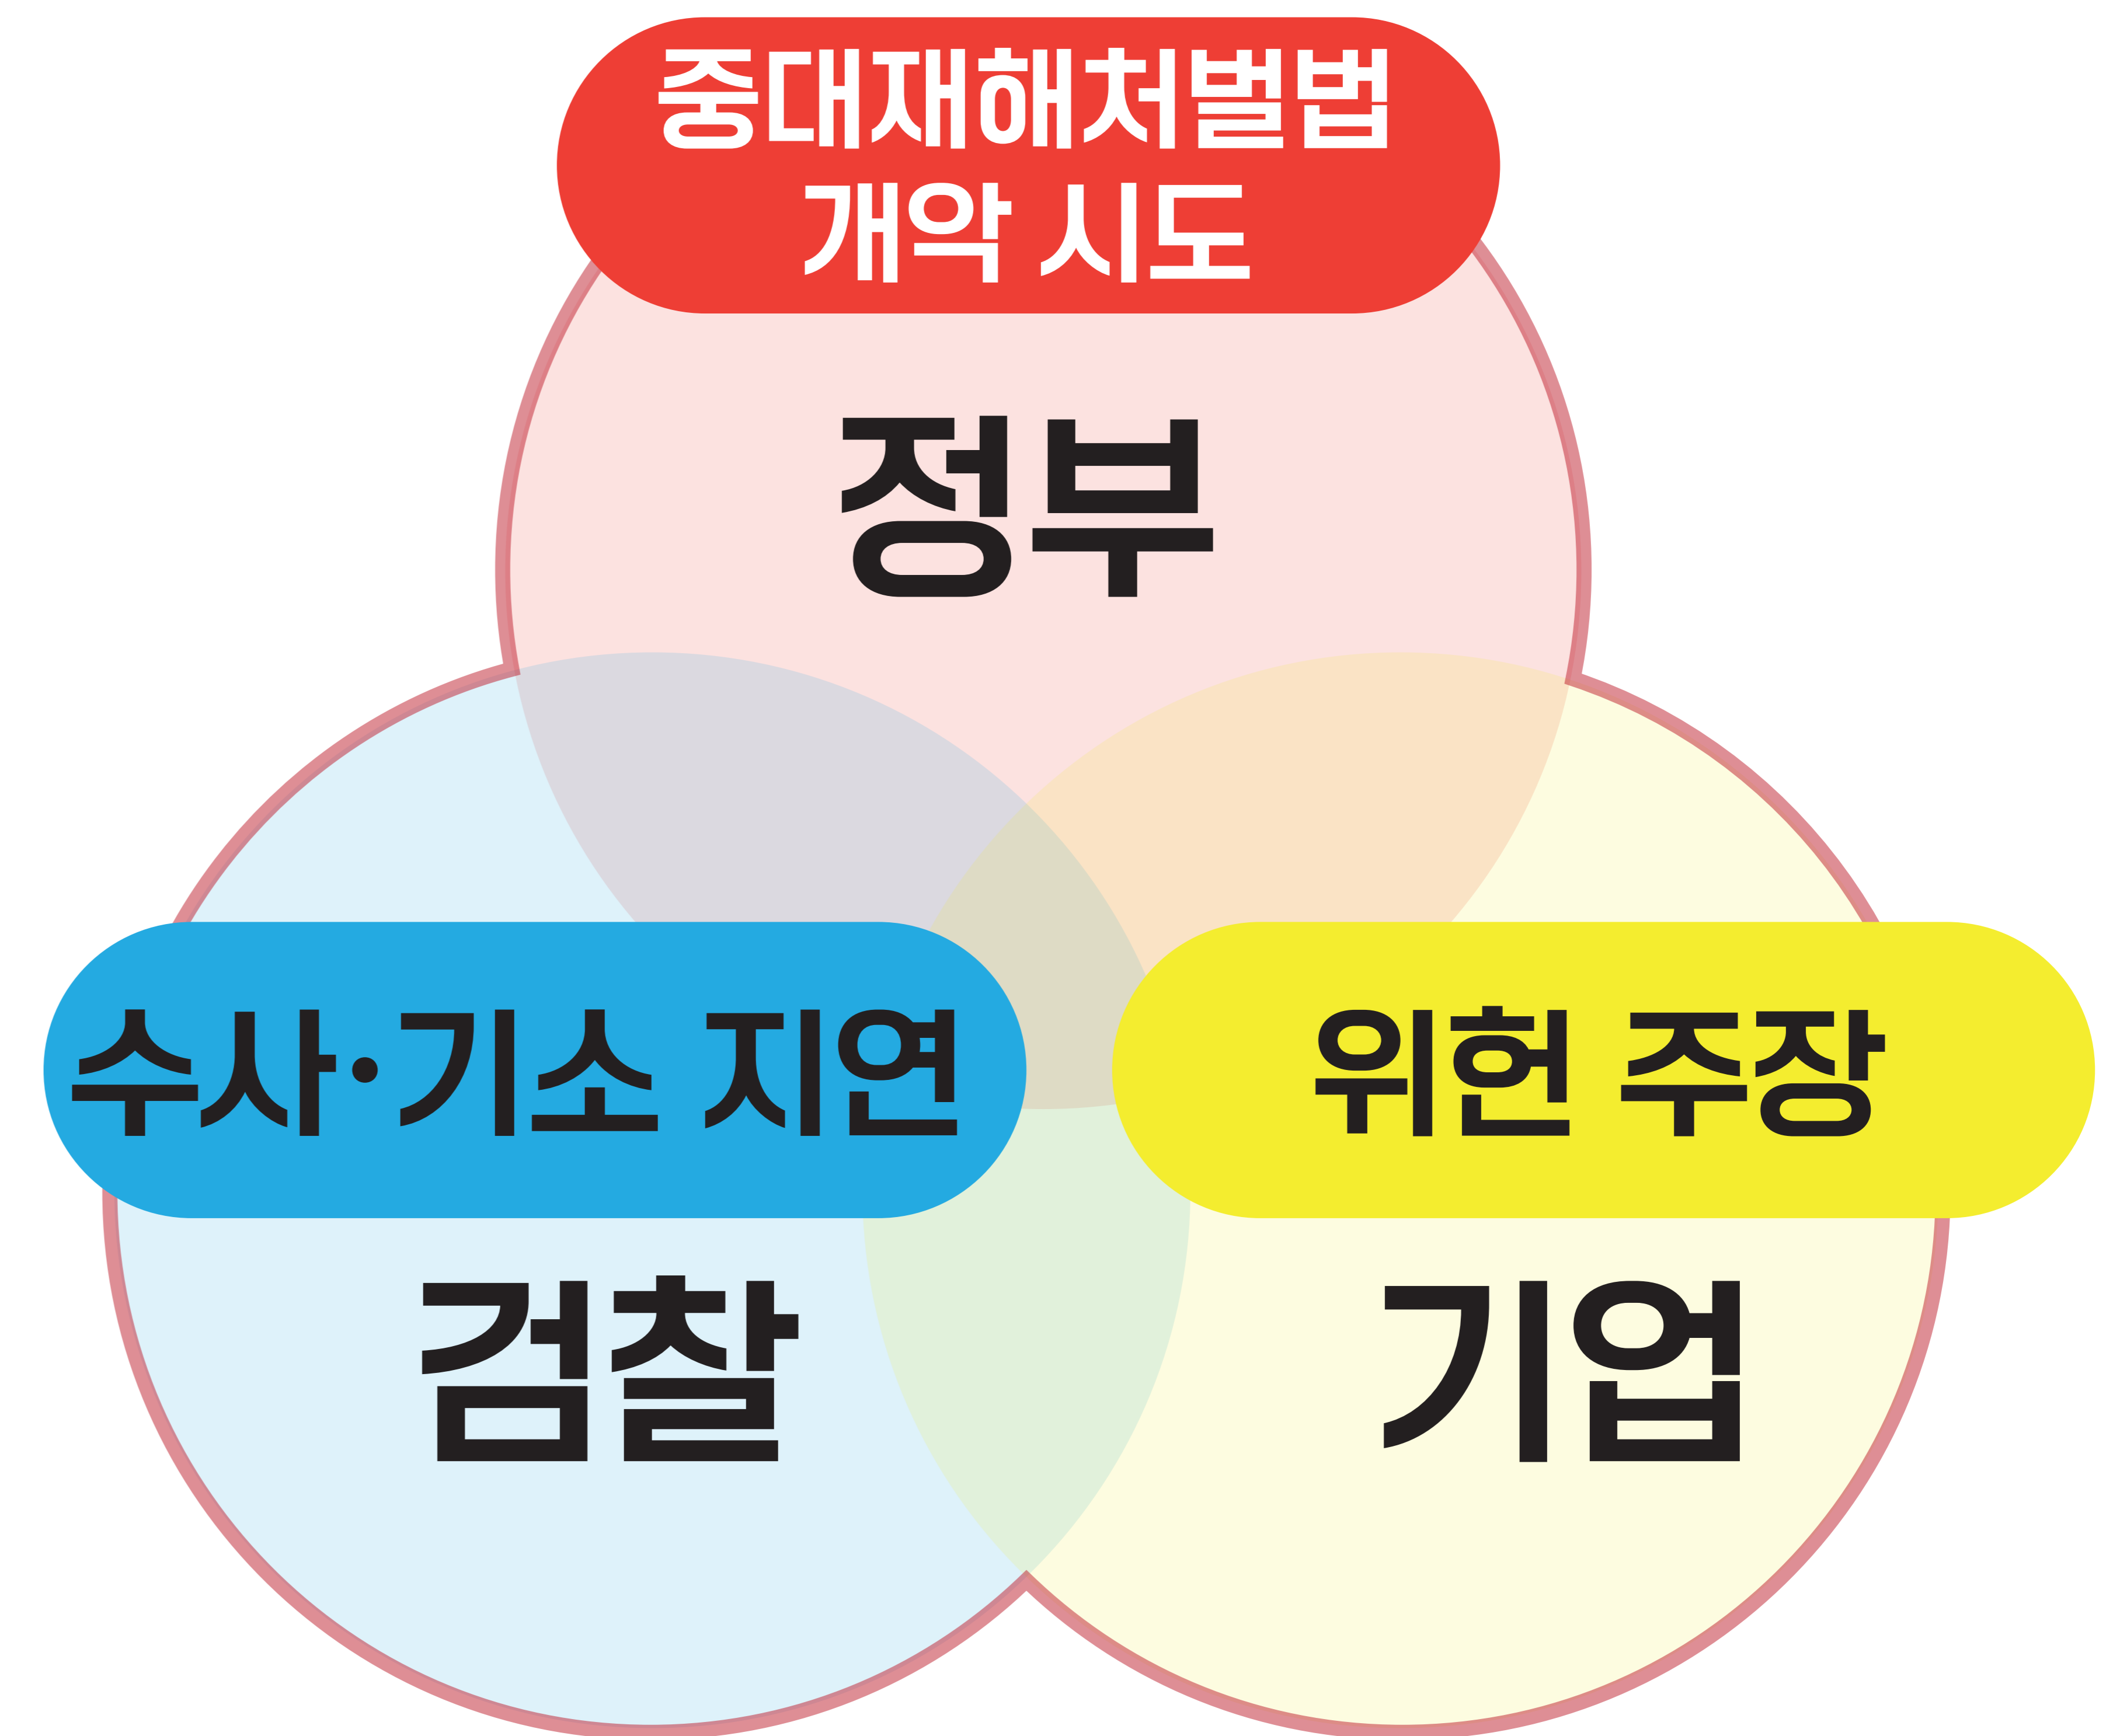 중대재해처벌법
개악 시도
정부
수사·기소 지연
위헌 주장
검찰
기업